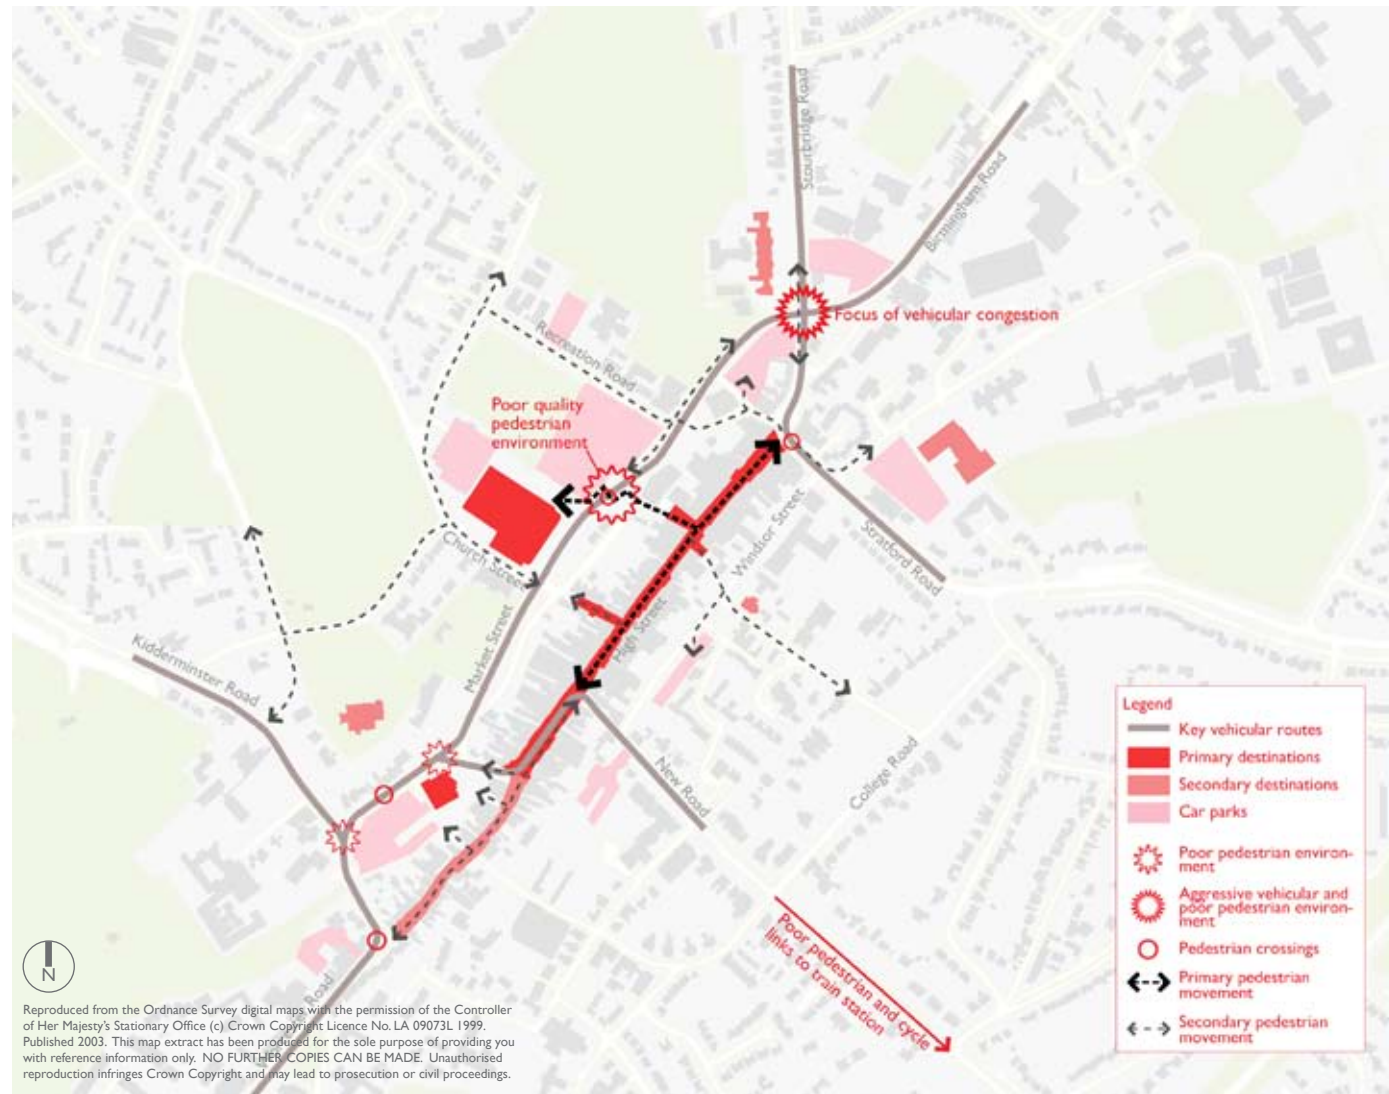 Stourbridge Road
Birmingham Road
Focus of vehicular congestion
Recreation Road
Poor quality
pedestrian
environment
Windsor Street
Stratford Road
Church Street
High Street
Market Street
Kidderminster Road
New Road
College Road
Poor pedestrian and cycle
links to train station
Road
Legend
Key vehicular routes
Primary destinations
Secondary destinations
Car parks
Poor pedestrian environ-
ment
Aggressive vehicular and
poor pedestrian environ-
ment
Pedestrian crossings
Primary pedestrian
movement
Secondary pedestrian
movement
N
Reproduced from the Ordnance Survey digital maps with the permission of the Controller
of Her Majesty's Stationary Office (c) Crown Copyright Licence No. LA 09073L 1999.
Published 2003. This map extract has been produced for the sole purpose of providing you
with reference information only. NO FURTHER COPIES CAN BE MADE. Unauthorised
reproduction infringes Crown Copyright and may lead to prosecution or civil proceedings.